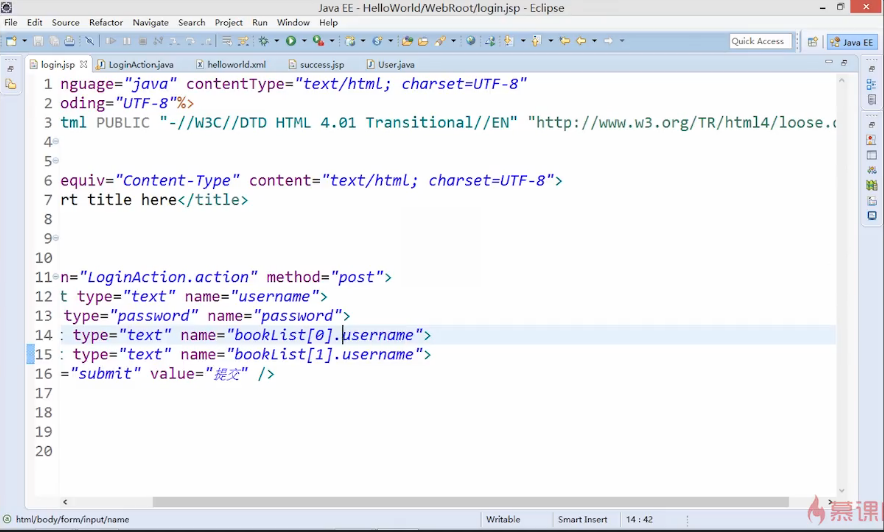 Java EE - HelloWorld/WebRoot/login.jsp - Eclipse
File Edit Source Refactor Navigate Search Project Run Window Help
Quick Access
Java EE
login.jsp LoginAction.java helloworld.xml success.jsp User.java
1 nguage="java" contentType="text/html; charset=UTF-8"
2 oding="UTF-8"%>
3 tml PUBLIC "-//W3C//DTD HTML 4.01 Transitional//EN" "http://www.w3.org/TR/html4/loose.
4
5
6 equiv="Content-Type" content="text/html; charset=UTF-8">
7 rt title here</title>
8
9
10
11 n="LoginAction.action" method="post">
12 t type="text" name="username">
13 type="password" name="password">
14 type="text" name="bookList[0].username">
15 type="text" name="bookList[1].username">
16 ="submit" value="提交" />
17
18
19
20
html/body/form/input/name
Writable
Smart Insert
14 : 42
慕课